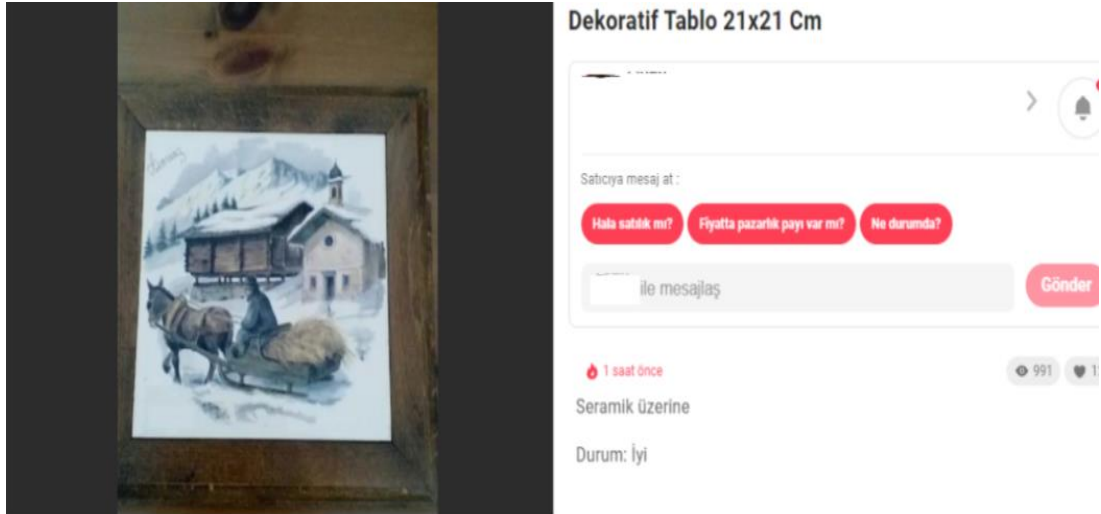 Dekoratif Tablo 21x21 Cm
Satıcıya mesaj at :
Hala satılık mı?
Fiyatta pazarlık payı var mı?
Ne durumda?
ile mesajlaş
Gönder
1 saat önce
991
Seramik üzerine
Durum: İyi